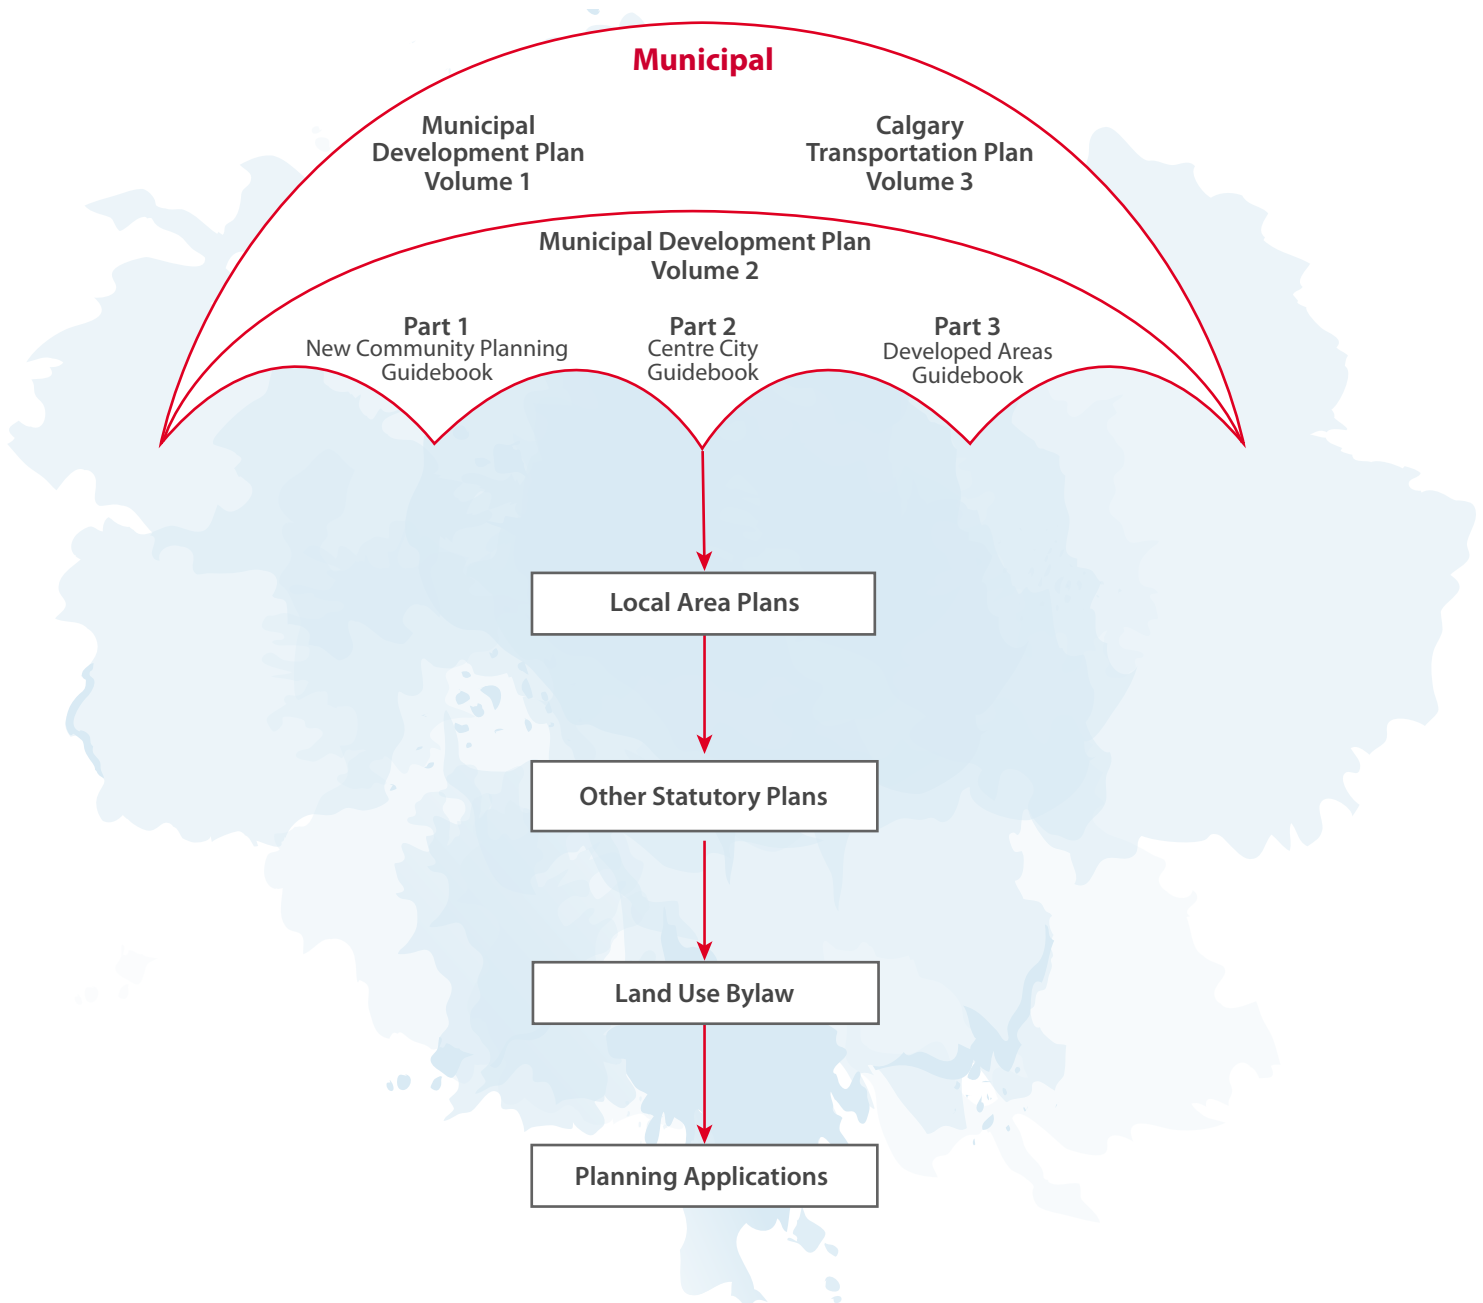 Municipal
Municipal
Development Plan
Volume 1
Calgary
Transportation Plan
Volume 3
Municipal Development Plan
Volume 2
Part 1
New Community Planning
Guidebook
Part 2
Centre City
Guidebook
Part 3
Developed Areas
Guidebook
Local Area Plans
Other Statutory Plans
Land Use Bylaw
Planning Applications